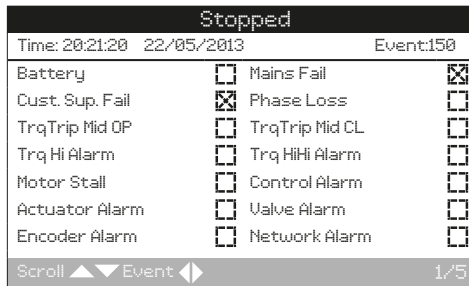 Stopped
Time: 20:21:20 22/05/2013 Event:150
Battery Mains Fail
Cust. Sup. Fail Phase Loss
TrqTrip Mid OP TrqTrip Mid CL
Trq Hi Alarm Trq HiHi Alarm
Motor Stall Control Alarm
Actuator Alarm Valve Alarm
Encoder Alarm Network Alarm
Scroll Event 1/5